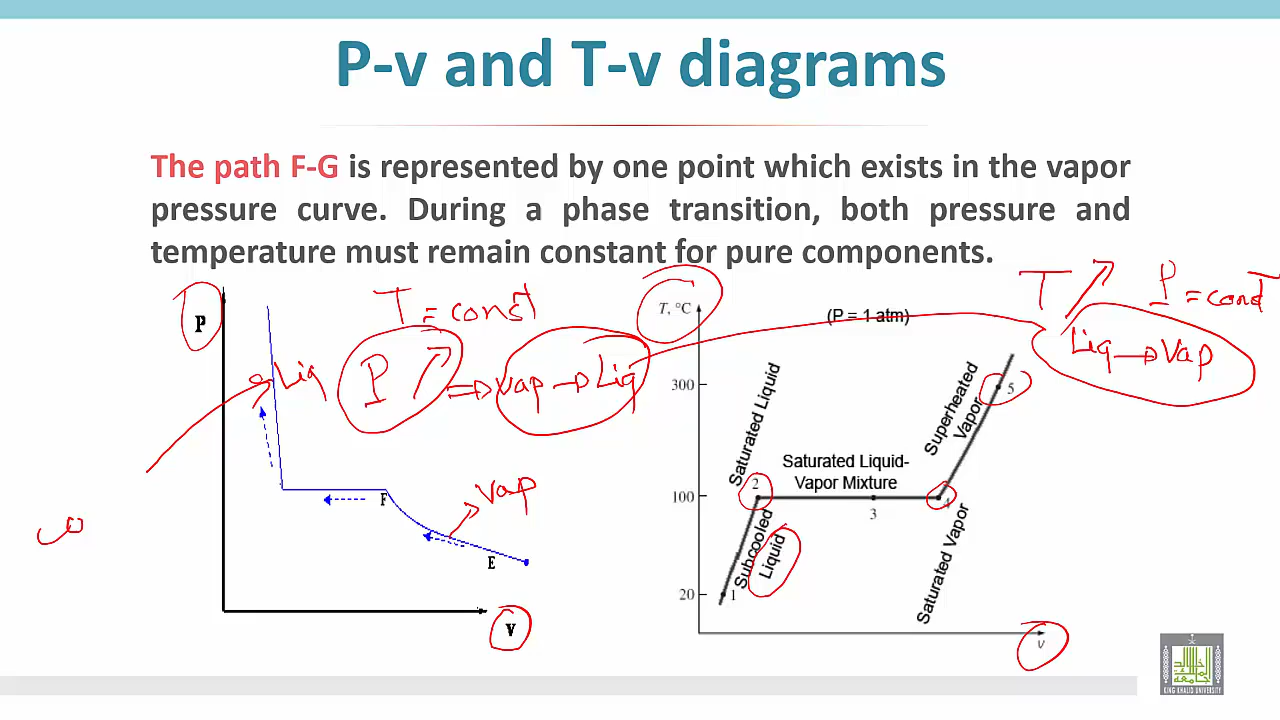 P-v and T-v diagrams
The path F-G is represented by one point which exists in the vapor
pressure curve. During a phase transition, both pressure and
temperature must remain constant for pure components.
T = const
P ⇒ Vap → Liq
Liq
P
F
Vap
E
v
T P = const
Liq → Vap
T, °C
(P = 1 atm)
300
100
20
Saturated Liquid
Superheated
Vapor
5
Saturated Liquid-
Vapor Mixture
2
3
4
Subcooled
Liquid
1
Saturated Vapor
v
KING KHALID UNIVERSITY